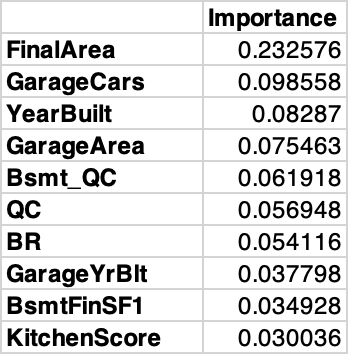 Importance
FinalArea 0.232576
GarageCars 0.098558
YearBuilt 0.08287
GarageArea 0.075463
Bsmt_QC 0.061918
QC 0.056948
BR 0.054116
GarageYrBlt 0.037798
BsmtFinSF1 0.034928
KitchenScore 0.030036